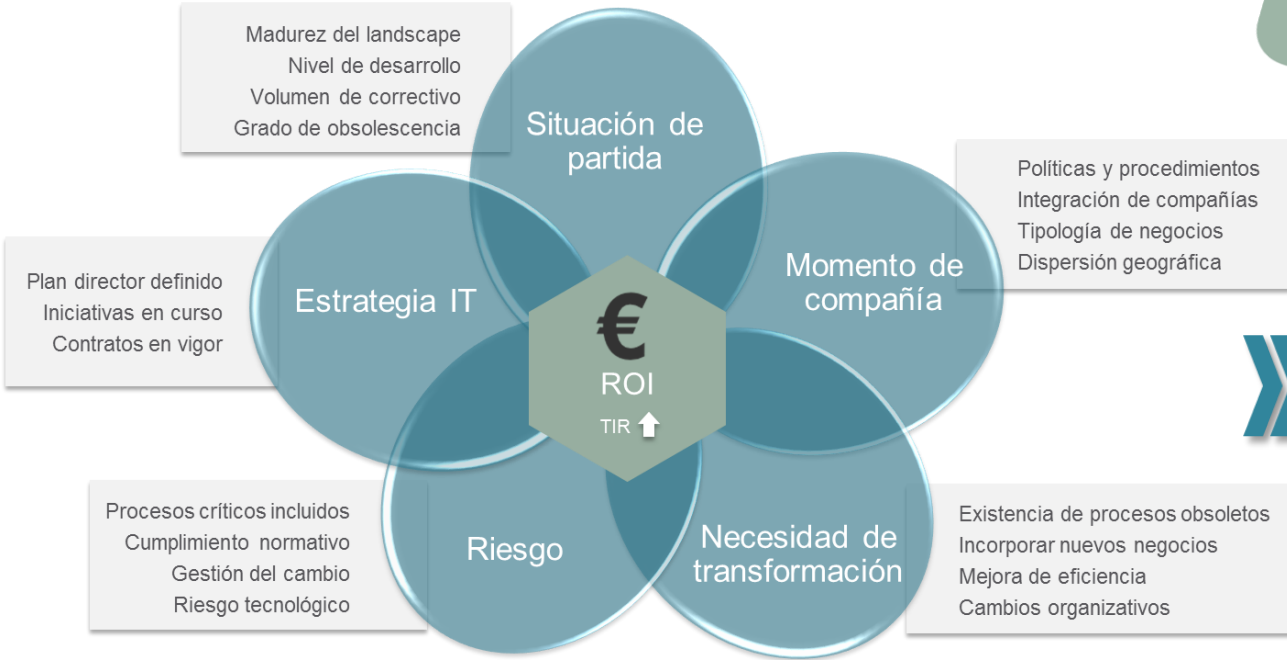 Madurez del landscape
Nivel de desarrollo
Volumen de correctivo
Grado de obsolescencia
Situación de
partida
Políticas y procedimientos
Integración de compañías
Tipología de negocios
Dispersión geográfica
Momento de
compañía
Plan director definido
Iniciativas en curso
Contratos en vigor
Estrategia IT
€
ROI
TIR
Procesos críticos incluidos
Cumplimiento normativo
Gestión del cambio
Riesgo tecnológico
Riesgo
Necesidad de
transformación
Existencia de procesos obsoletos
Incorporar nuevos negocios
Mejora de eficiencia
Cambios organizativos